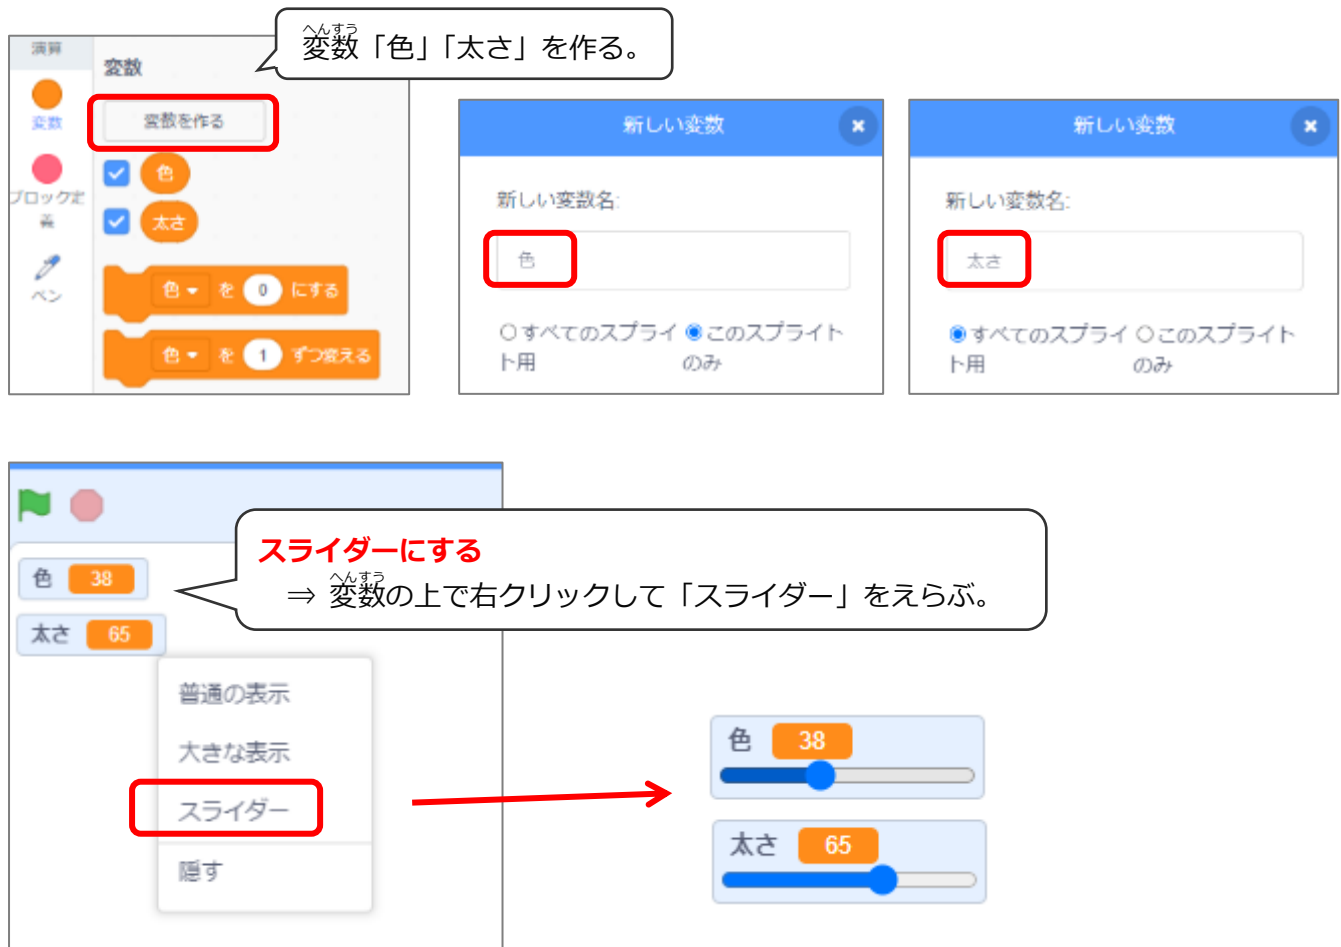 へんすう
変数「色」「太さ」を作る。
演算
変数
変数
変数を作る
色
ブロック定
義
太さ
ペン
色 を 0 にする
色 を 1 ずつ変える
新しい変数
新しい変数名:
色
すべてのスプライ このスプライト
ト用 のみ
新しい変数
新しい変数名:
太さ
すべてのスプライ このスプライト
ト用 のみ
スライダーにする
へんすう
⇒ 変数の上で右クリックして「スライダー」をえらぶ。
色 38
太さ 65
普通の表示
大きな表示
スライダー
隠す
色 38
太さ 65